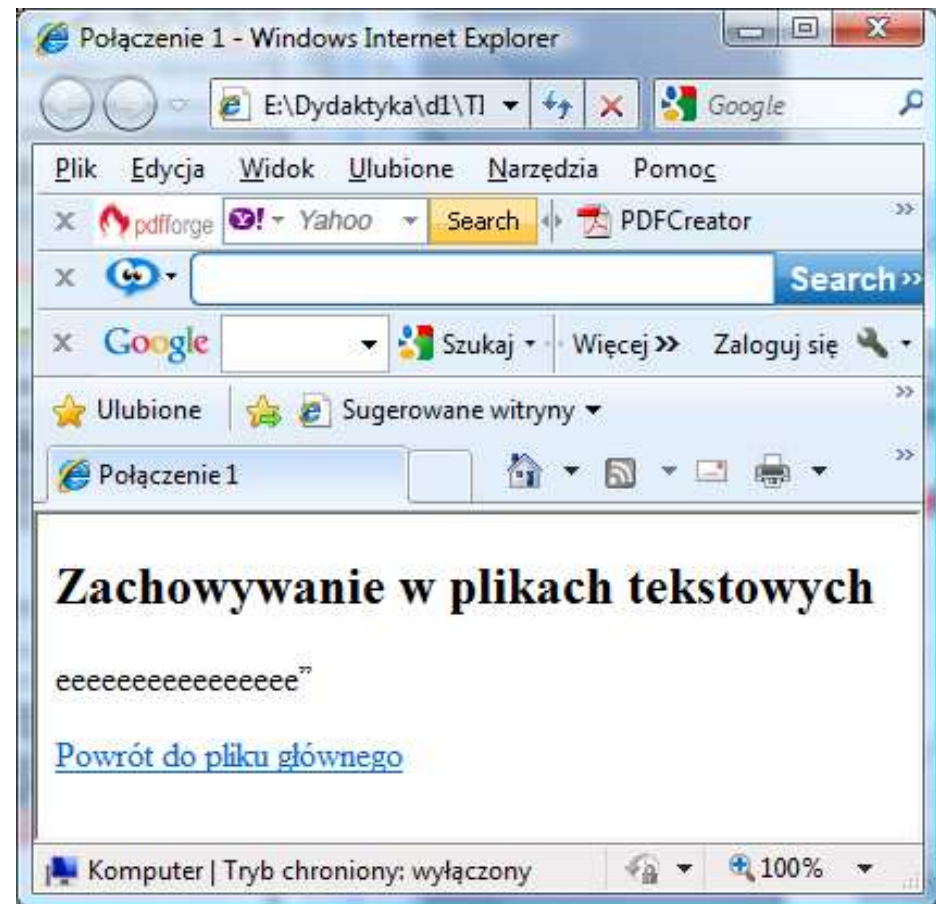 Połączenie 1 - Windows Internet Explorer
E:\Dydaktyka\d1\Tl Google
Plik Edycja Widok Ulubione Narzędzia Pomoc
x pdfforge Y! Yahoo Search PDFCreator »
x Search »
x Google Szukaj Więcej » Zaloguj się
Ulubione Sugerowane witryny »
Połączenie 1 »
Zachowywanie w plikach tekstowych
eeeeeeeeeeeeeeee”
Powrót do pliku głównego
Komputer | Tryb chroniony: wyłączony 100%